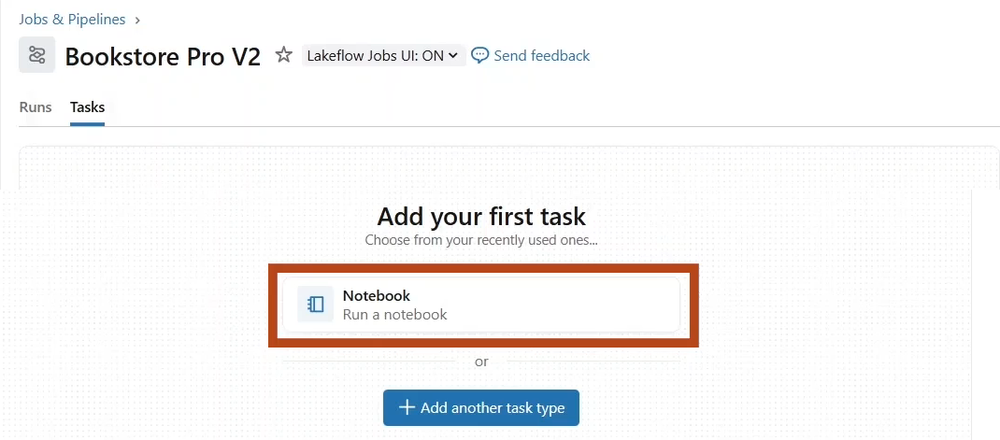 Jobs & Pipelines ›
Bookstore Pro V2 Lakeflow Jobs UI: ON Send feedback
Runs Tasks
Add your first task
Choose from your recently used ones...
Notebook
Run a notebook
or
+ Add another task type